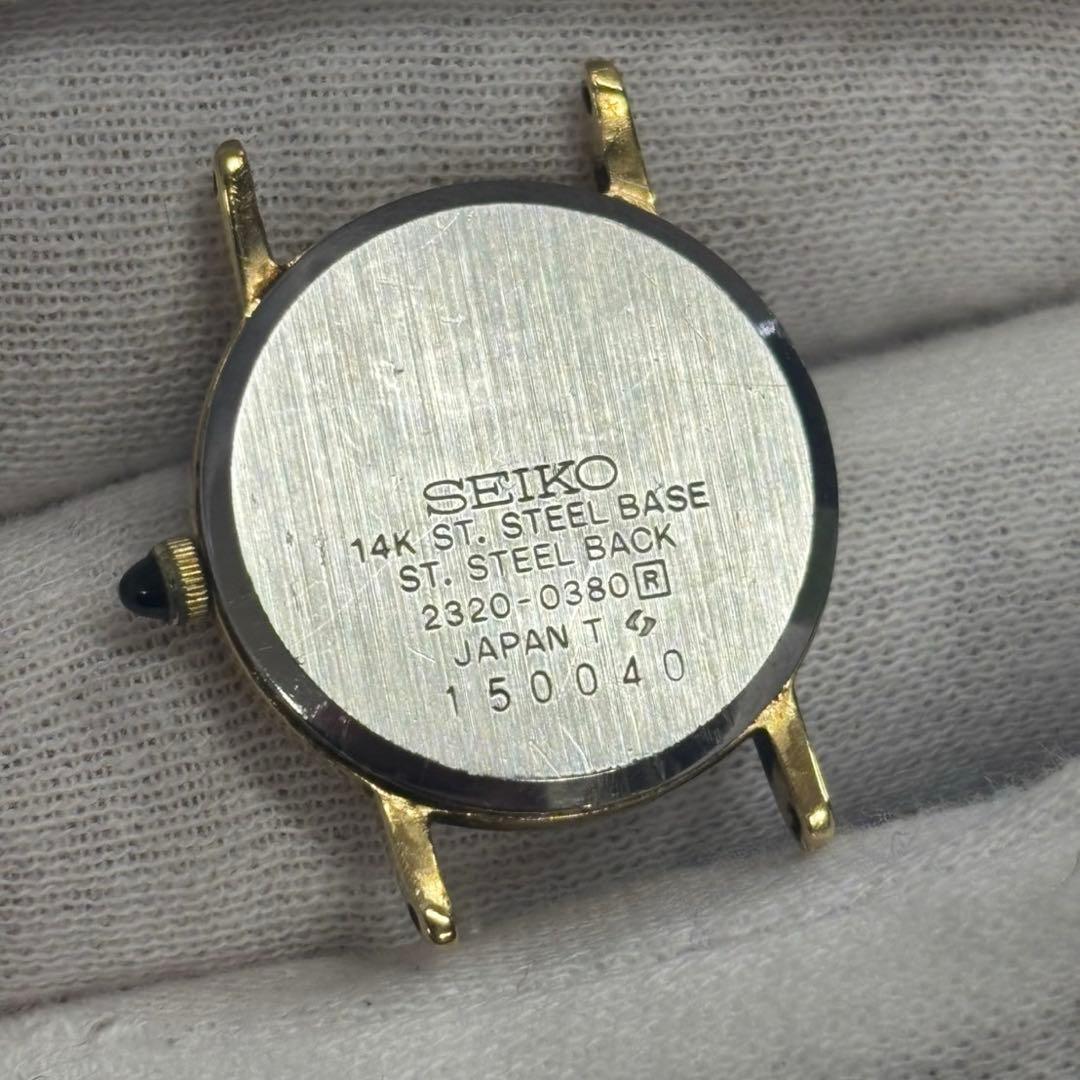 SEIKO
14K ST. STEEL BASE
ST. STEEL BACK
2320-0380 R
JAPAN T
150040